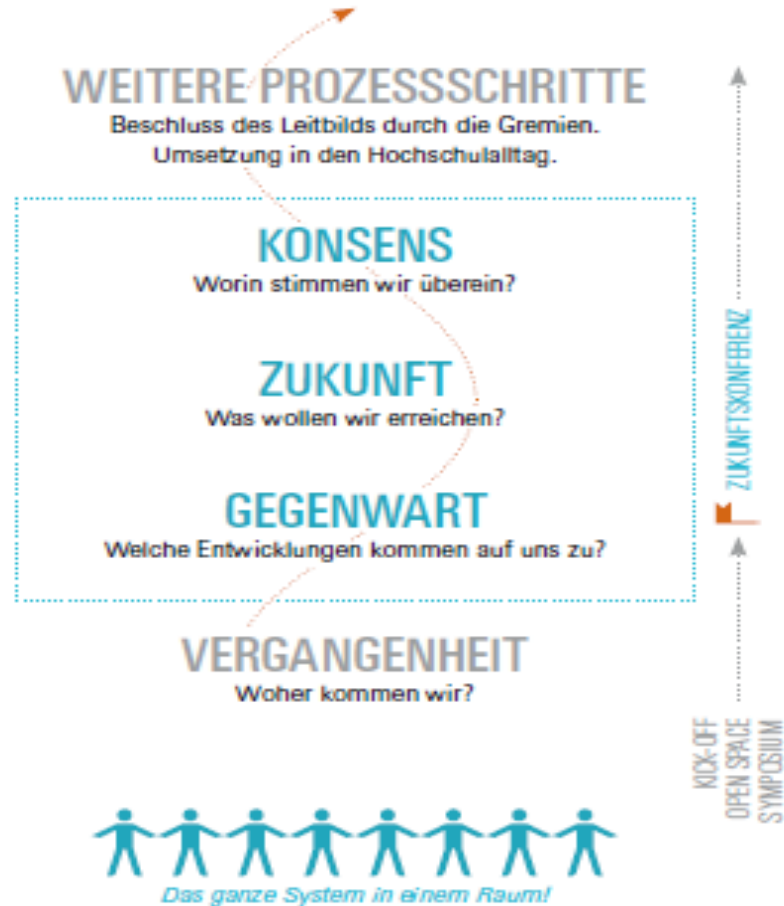 WEITERE PROZESSSCHRITTE
Beschluss des Leitbilds durch die Gremien.
Umsetzung in den Hochschulalltag.
KONSENS
Worin stimmen wir überein?
ZUKUNFT
Was wollen wir erreichen?
GEGENWART
Welche Entwicklungen kommen auf uns zu?
VERGANGENHEIT
Woher kommen wir?
Das ganze System in einem Raum!
ZUKUNFTSKONFERENZ
KICK-OFF
OPEN SPACE
SYMPOSIUM